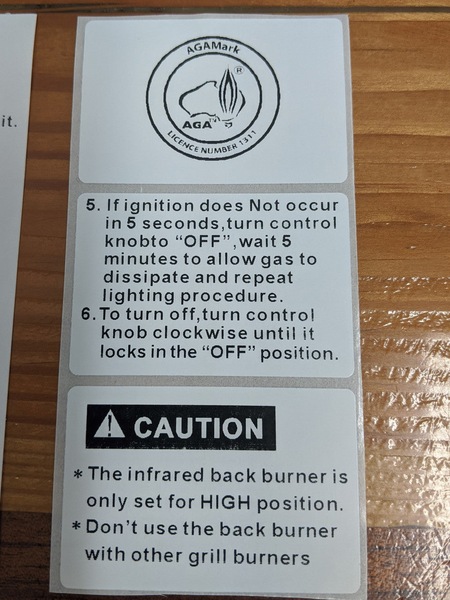 it.
AGAMark
®
AGA™
LICENCE NUMBER 1311
5. If ignition does Not occur
in 5 seconds,turn control
knobto “OFF”,wait 5
minutes to allow gas to
dissipate and repeat
lighting procedure.
6.To turn off,turn control
knob clockwise until it
locks in the “OFF” position.
CAUTION
* The infrared back burner is
only set for HIGH position.
* Don’t use the back burner
with other grill burners